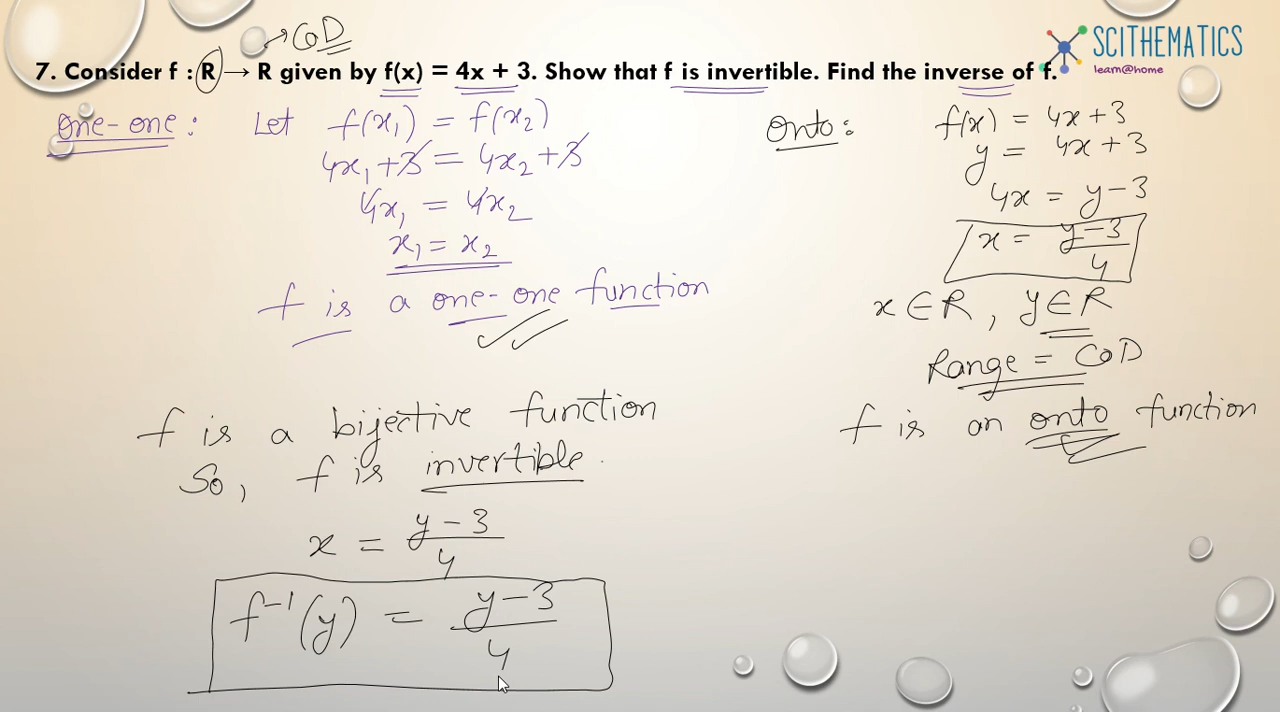 CoD
SCITHEMATICS
learn@home
7. Consider f : R → R given by f(x) = 4x + 3. Show that f is invertible. Find the inverse of f.
One-one: Let f(x₁) = f(x₂)
4x₁ + 3 = 4x₂ + 3
4x₁ = 4x₂
x₁ = x₂
f is a one-one function
Onto: f(x) = 4x + 3
y = 4x + 3
4x = y - 3
x = (y - 3)/4
x ∈ R, y ∈ R
Range = CoD
f is an onto function
f is a bijective function
So, f is invertible.
x = (y - 3)/4
f⁻¹(y) = (y - 3)/4